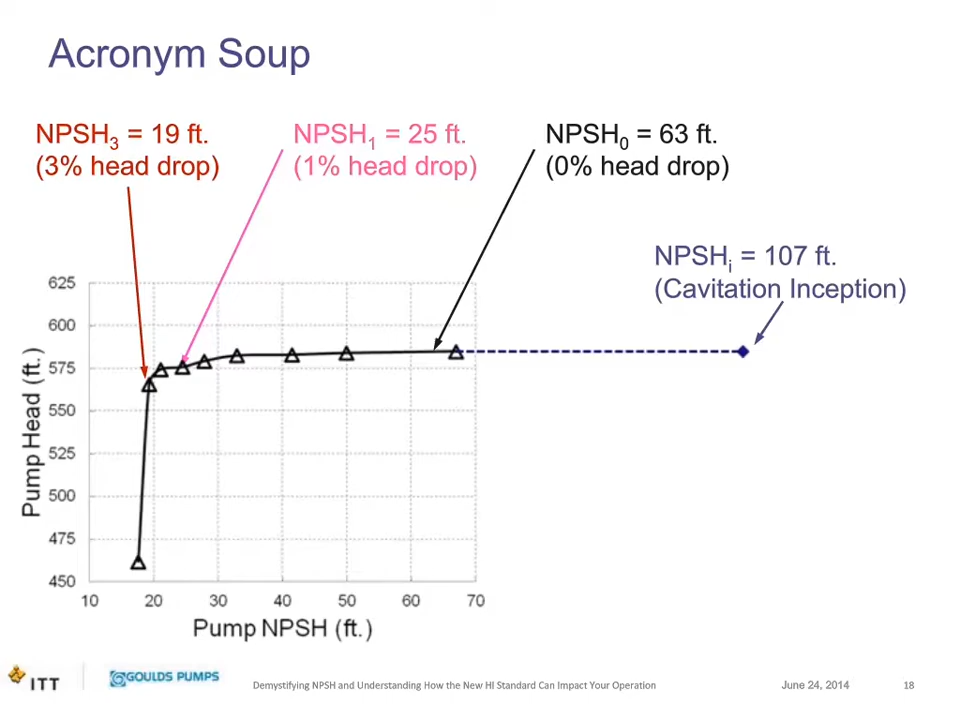 Acronym Soup
NPSH3 = 19 ft.
(3% head drop)
NPSH1 = 25 ft.
(1% head drop)
NPSH0 = 63 ft.
(0% head drop)
NPSHi = 107 ft.
(Cavitation Inception)
Pump Head (ft.)
625
600
575
550
525
500
475
450
10 20 30 40 50 60 70
Pump NPSH (ft.)
ITT
GOULDS PUMPS
Demystifying NPSH and Understanding How the New HI Standard Can Impact Your Operation
June 24, 2014
18